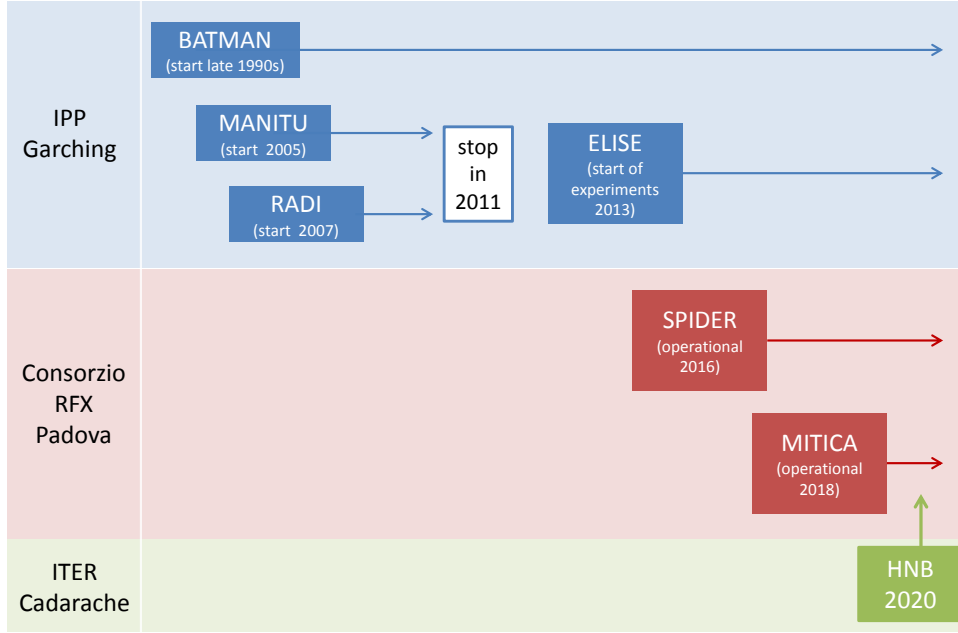 IPP
Garching
BATMAN
(start late 1990s)
MANITU
(start 2005)
RADI
(start 2007)
stop
in
2011
ELISE
(start of
experiments
2013)
Consorzio
RFX
Padova
SPIDER
(operational
2016)
MITICA
(operational
2018)
ITER
Cadarache
HNB
2020